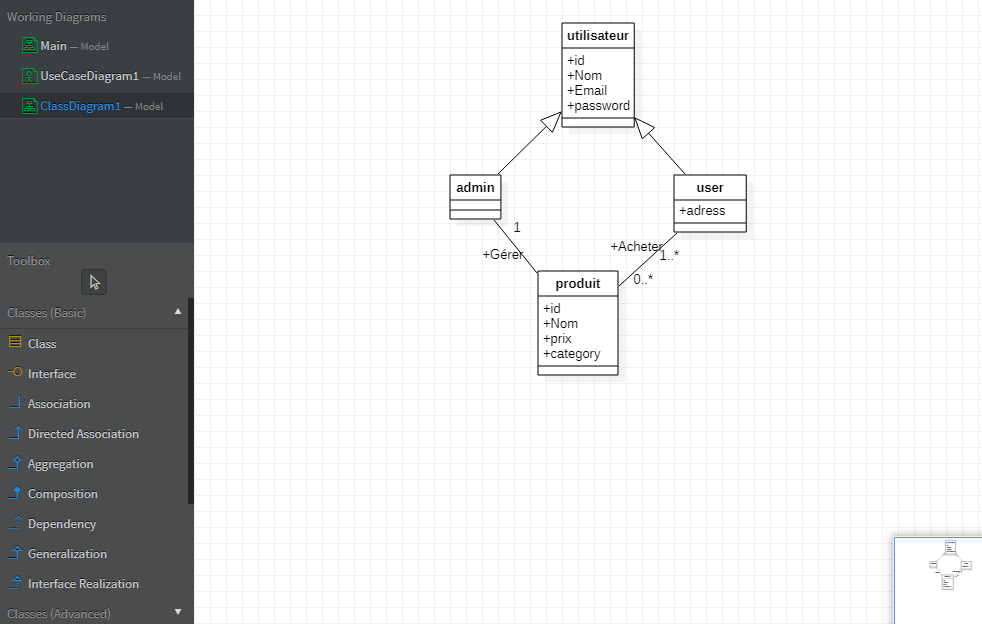 Working Diagrams
Main — Model
UseCaseDiagram1 — Model
ClassDiagram1 — Model
Toolbox
Classes (Basic)
Class
Interface
Association
Directed Association
Aggregation
Composition
Dependency
Generalization
Interface Realization
Classes (Advanced)
utilisateur
+id
+Nom
+Email
+password
admin
user
+adress
1
+Gérer
+Acheter
1..*
0..*
produit
+id
+Nom
+prix
+category